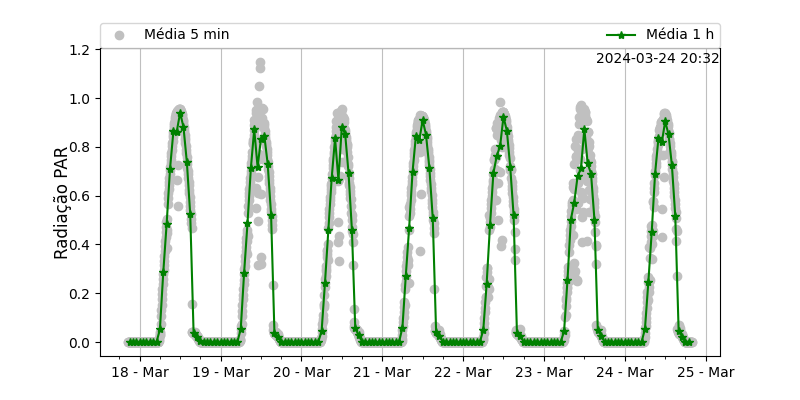 Média 5 min
Média 1 h
2024-03-24 20:32
Radiação PAR
1.2
1.0
0.8
0.6
0.4
0.2
0.0
18 - Mar
19 - Mar
20 - Mar
21 - Mar
22 - Mar
23 - Mar
24 - Mar
25 - Mar